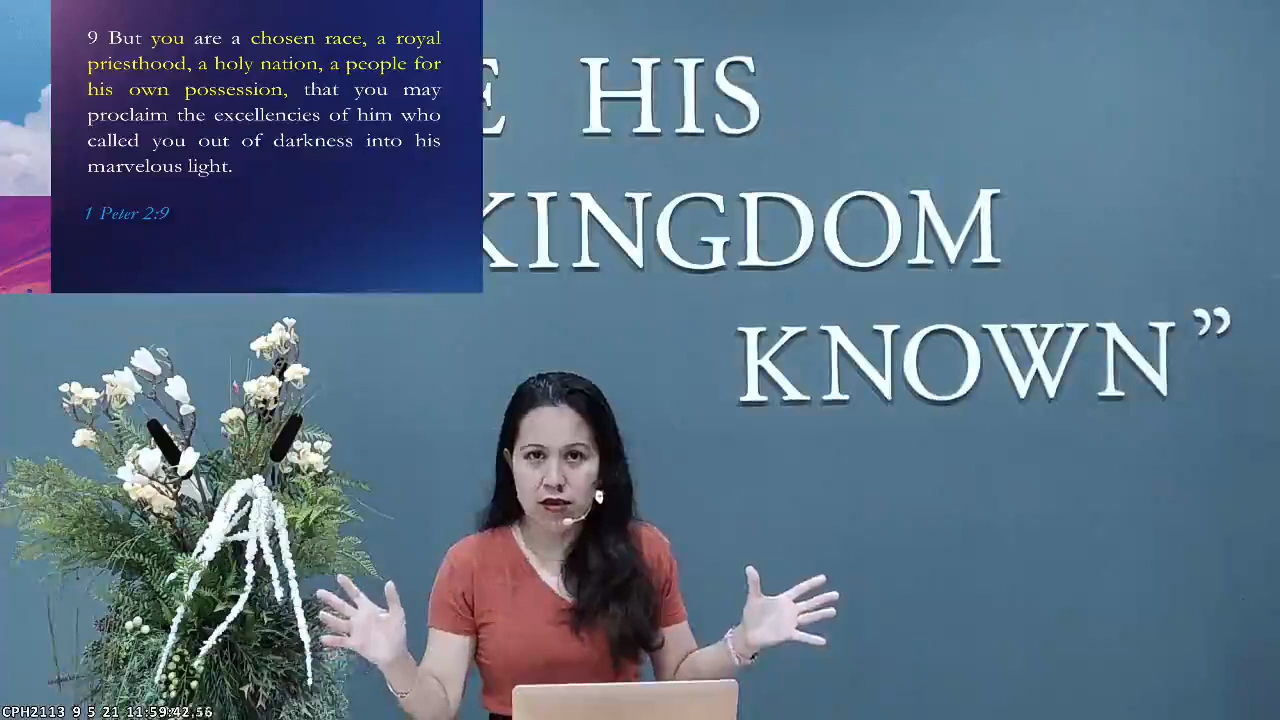 9 But you are a chosen race, a royal
priesthood, a holy nation, a people for
his own possession, that you may
proclaim the excellencies of him who
called you out of darkness into his
marvelous light.
1 Peter 2:9
E HIS
KINGDOM
KNOWN”
CPH2113 9 5 21 11:59:42.56